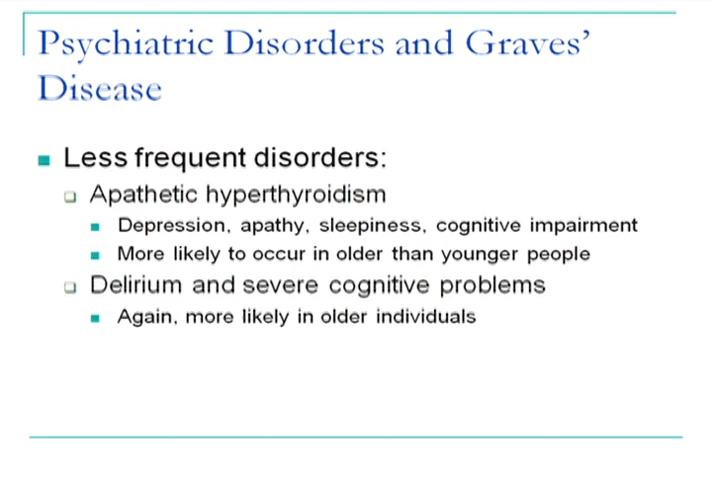 Psychiatric Disorders and Graves’
Disease
Less frequent disorders:
Apathetic hyperthyroidism
Depression, apathy, sleepiness, cognitive impairment
More likely to occur in older than younger people
Delirium and severe cognitive problems
Again, more likely in older individuals